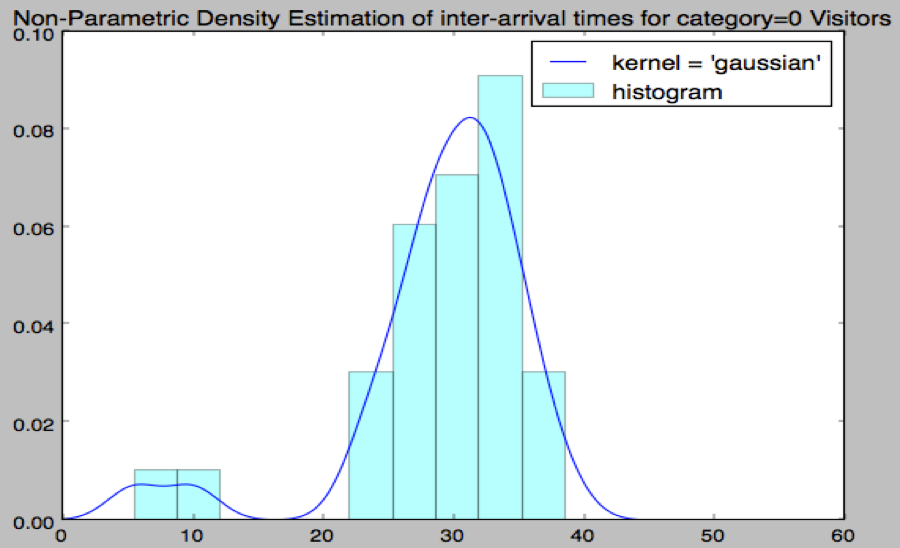 Non-Parametric Density Estimation of inter-arrival times for category=0 Visitors
0.10
kernel = 'gaussian'
histogram
0.08
0.06
0.04
0.02
0.00
0 10 20 30 40 50 60